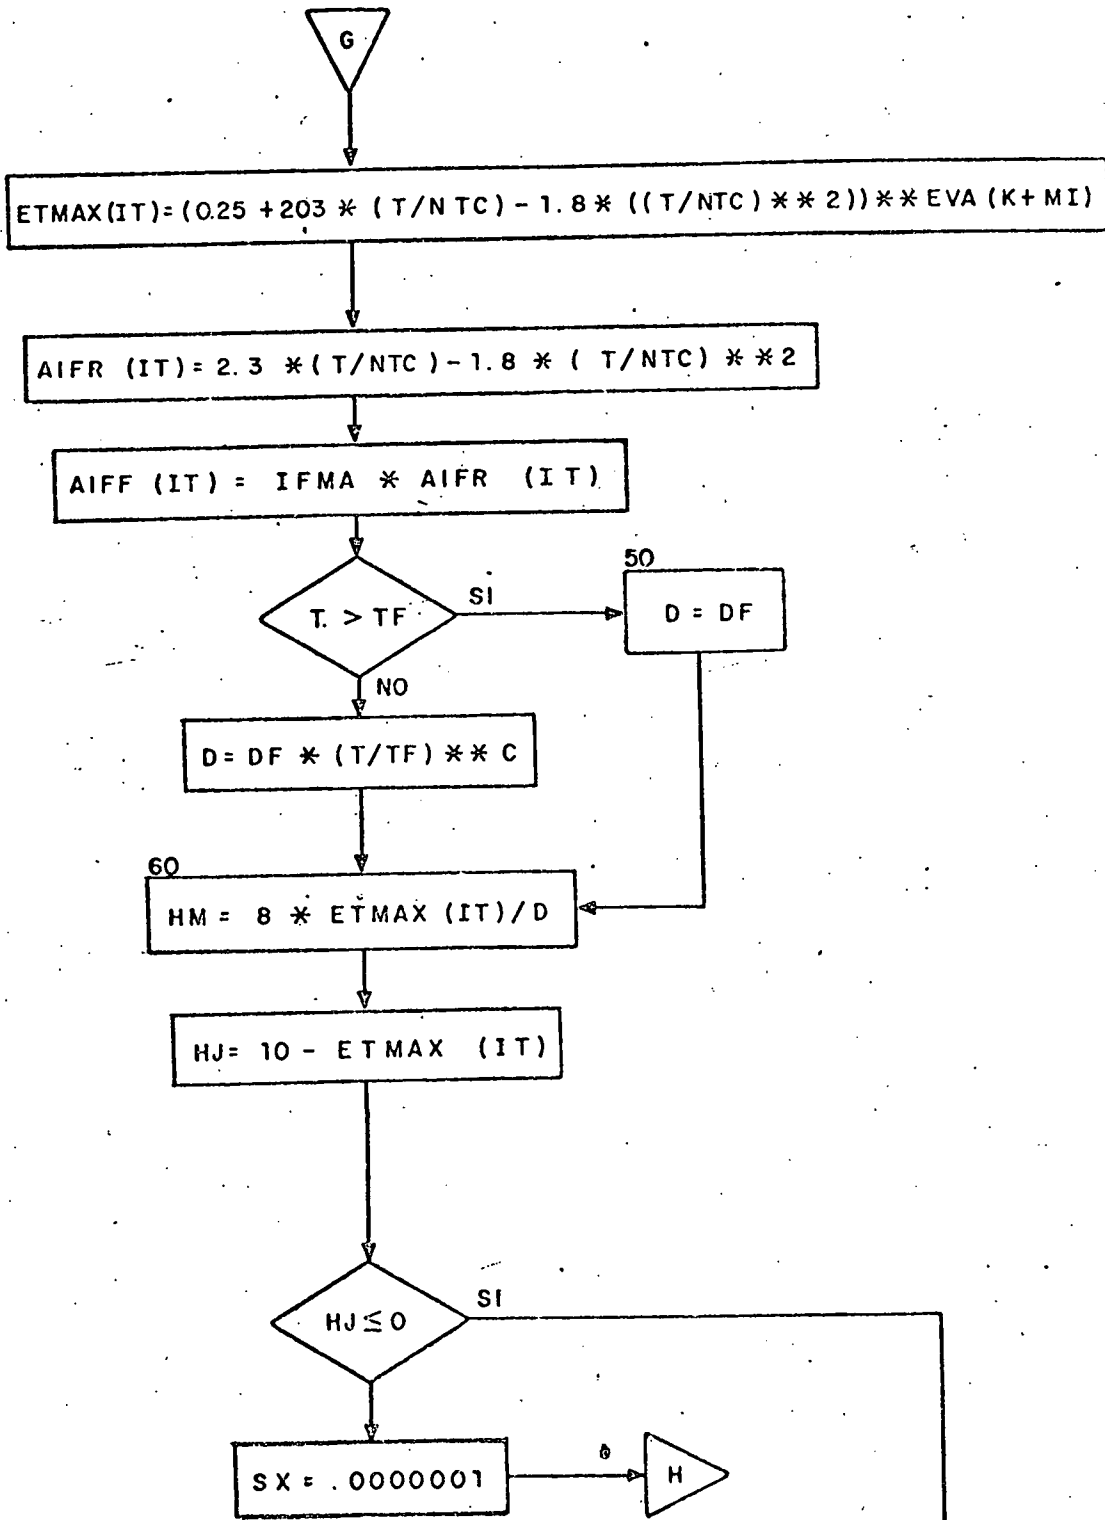 G
ETMAX(IT)=(0.25 +203 * (T/NTC)-1.8* ((T/NTC)** 2))** EVA (K+MI)
AIFR (IT)= 2.3 *(T/NTC)-1.8 * ( T/NTC) **2
AIFF (IT) = IFMA * AIFR (IT)
T. > TF
SI
50
D = DF
NO
D= DF * (T/TF) ** C
60
HM = 8 * ETMAX (IT)/D
HJ= 10 - ETMAX (IT)
HJ ≤ 0
SI
SX = .0000001
H